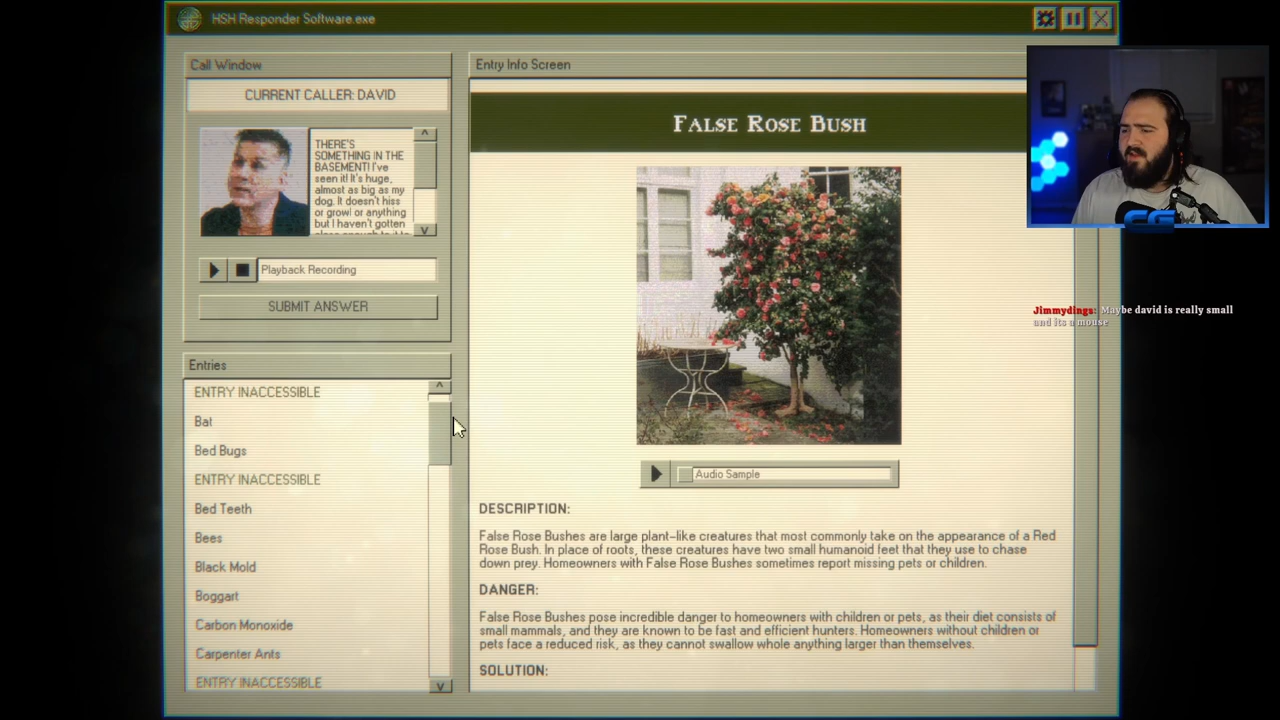 HSH Responder Software.exe
Call Window
CURRENT CALLER: DAVID
THERE'S
SOMETHING IN THE
BASEMENT! I've
seen it! It's huge,
almost as big as my
dog. It doesn't hiss
or growl or anything
but I haven't gotten
Playback Recording
SUBMIT ANSWER
Entries
ENTRY INACCESSIBLE
Bat
Bed Bugs
ENTRY INACCESSIBLE
Bed Teeth
Bees
Black Mold
Boggart
Carbon Monoxide
Carpenter Ants
ENTRY INACCESSIBLE
Entry Info Screen
False Rose Bush
Audio Sample
DESCRIPTION:
False Rose Bushes are large plant-like creatures that most commonly take on the appearance of a Red
Rose Bush. In place of roots, these creatures have two small humanoid feet that they use to chase
down prey. Homeowners with False Rose Bushes sometimes report missing pets or children.
DANGER:
False Rose Bushes pose incredible danger to homeowners with children or pets, as their diet consists of
small mammals, and they are known to be fast and efficient hunters. Homeowners without children or
pets face a reduced risk, as they cannot swallow whole anything larger than themselves.
SOLUTION:
CG
Jimmydings: Maybe david is really small
and its a mouse